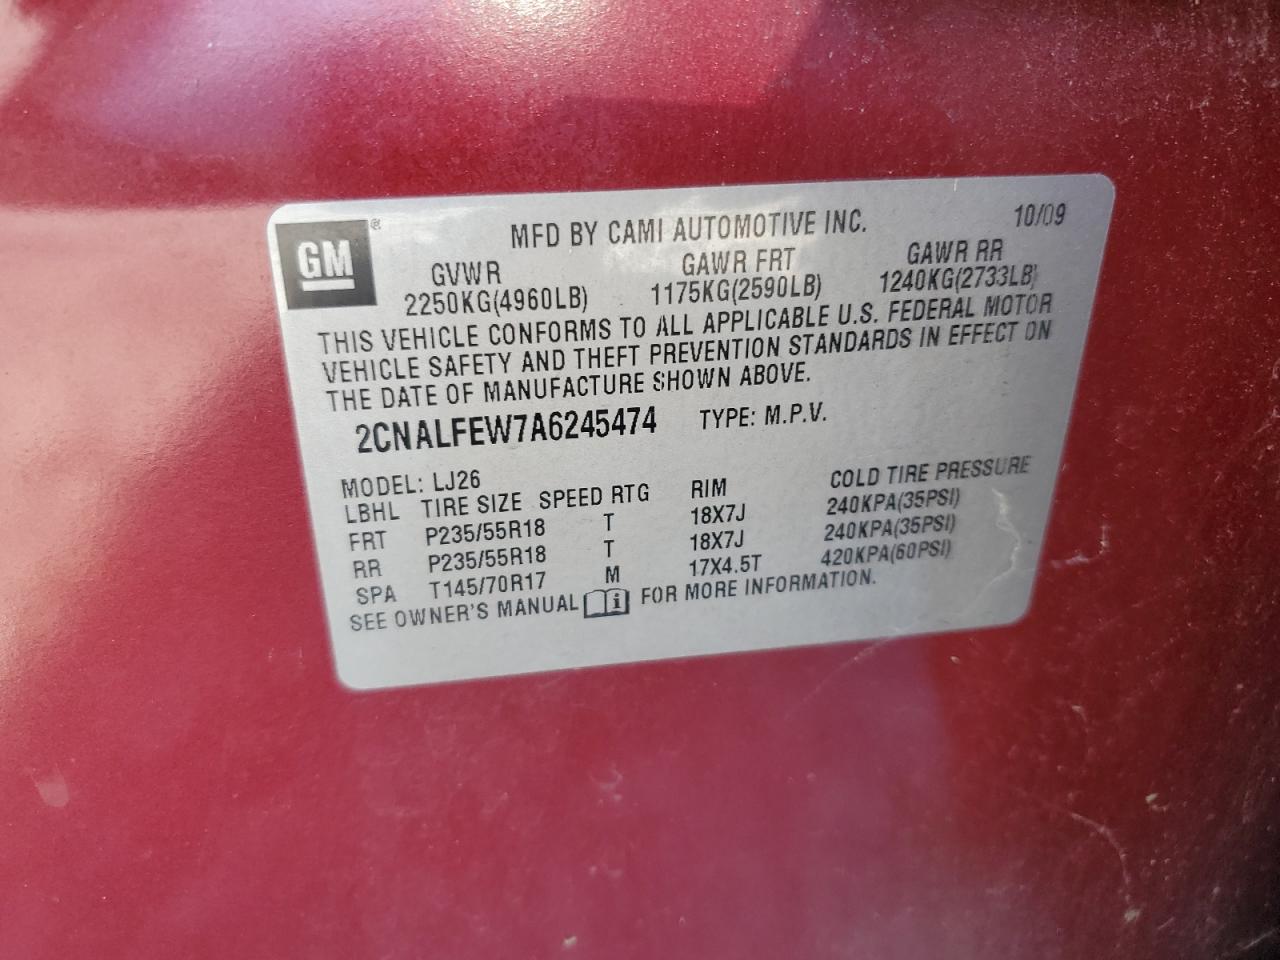 GM ®
MFD BY CAMI AUTOMOTIVE INC. 10/09
GVWR GAWR FRT GAWR RR
2250KG(4960LB) 1175KG(2590LB) 1240KG(2733LB)
THIS VEHICLE CONFORMS TO ALL APPLICABLE U.S. FEDERAL MOTOR
VEHICLE SAFETY AND THEFT PREVENTION STANDARDS IN EFFECT ON
THE DATE OF MANUFACTURE SHOWN ABOVE.
2CNALFEW7A6245474 TYPE: M.P.V.
MODEL: LJ26
LBHL TIRE SIZE SPEED RTG RIM COLD TIRE PRESSURE
FRT P235/55R18 T 18X7J 240KPA(35PSI)
RR P235/55R18 T 18X7J 240KPA(35PSI)
SPA T145/70R17 M 17X4.5T 420KPA(60PSI)
SEE OWNER'S MANUAL i FOR MORE INFORMATION.